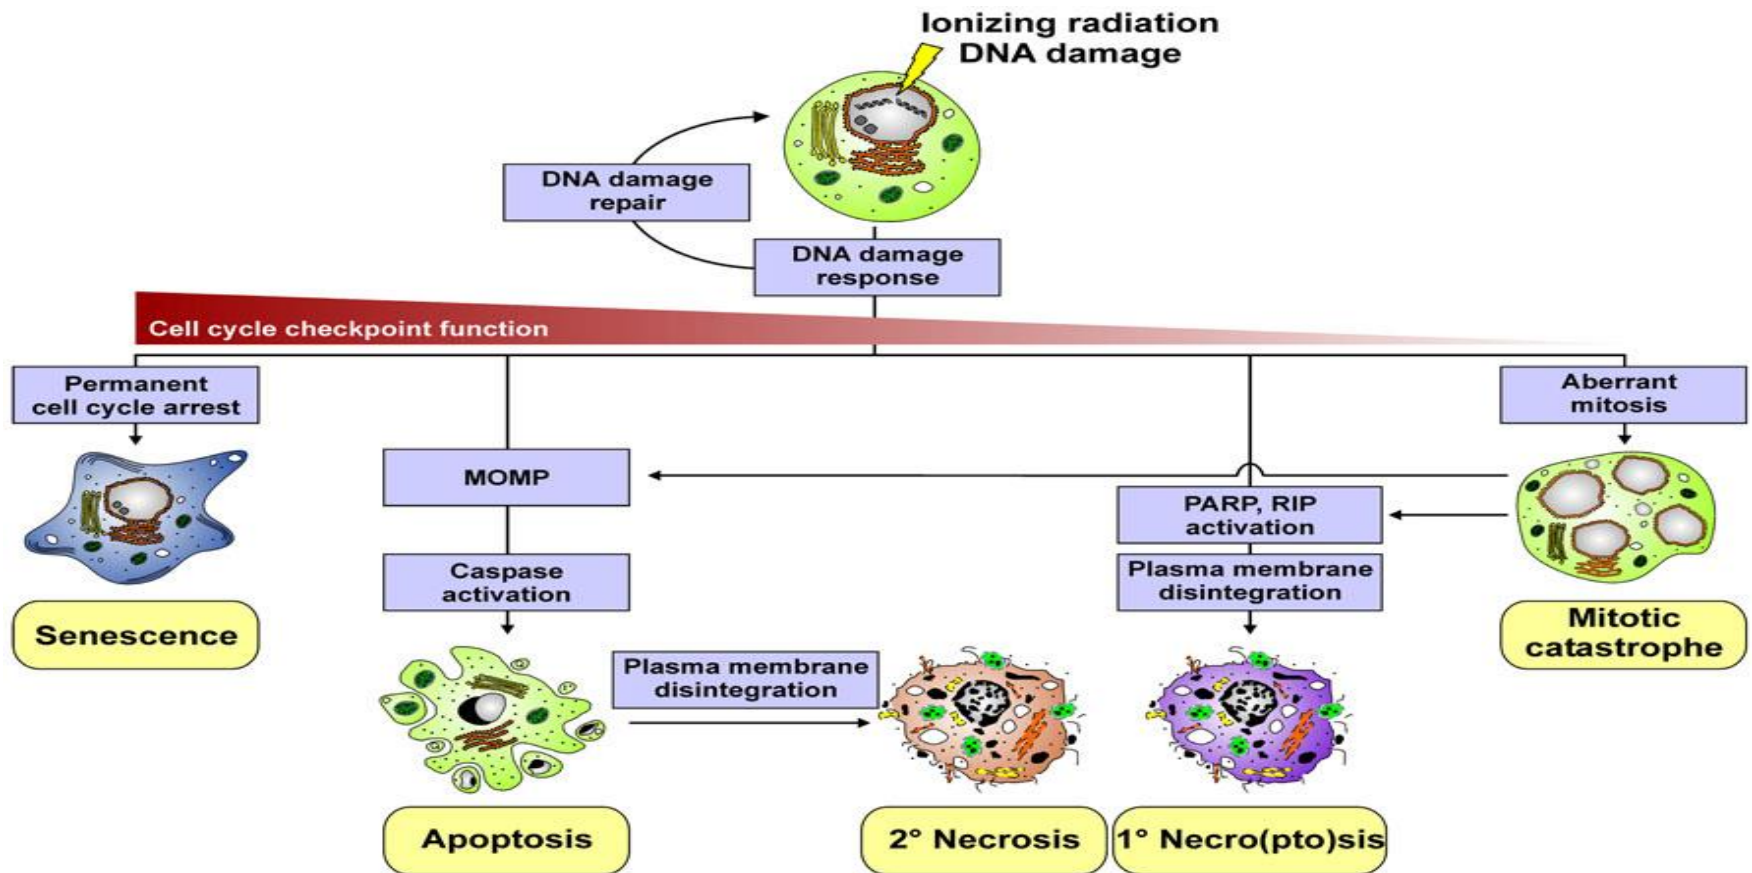 Ionizing radiation
DNA damage
DNA damage
repair
DNA damage
response
Cell cycle checkpoint function
Permanent
cell cycle arrest
Aberrant
mitosis
MOMP
PARP, RIP
activation
Caspase
activation
Plasma membrane
disintegration
Senescence
Mitotic
catastrophe
Plasma membrane
disintegration
Apoptosis
2° Necrosis
1° Necro(pto)sis